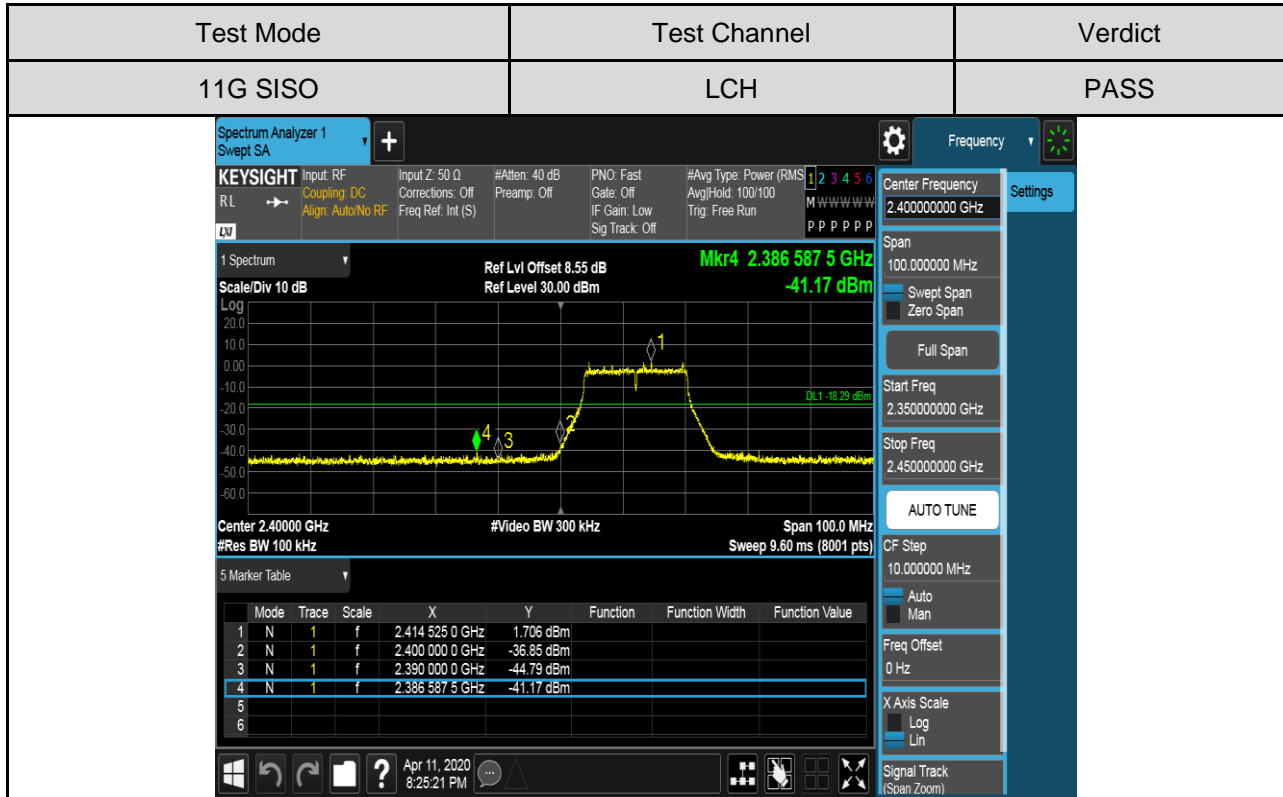 Test Mode Test Channel Verdict
11G SISO LCH PASS
Spectrum Analyzer 1
Swept SA
+
Frequency
KEYSIGHT Input: RF Input Z: 50 Ω #Atten: 40 dB PNO: Fast #Avg Type: Power (RMS 1 2 3 4 5 6
RL Coupling: DC Corrections: Off Preamp: Off Gate: Off Avg|Hold: 100/100 M W W W W W
Align: Auto/No RF Freq Ref: Int (S) IF Gain: Low Trig: Free Run
LXI Sig Track: Off P P P P P P
Center Frequency
2.400000000 GHz
Settings
1 Spectrum Ref Lvl Offset 8.55 dB Mkr4 2.386 587 5 GHz
Scale/Div 10 dB Ref Level 30.00 dBm -41.17 dBm
Log
20.0
10.0
0.00
-10.0
-20.0
-30.0
-40.0
-50.0
-60.0
1
DL1 -18.29 dBm
2
4 3
Center 2.40000 GHz #Video BW 300 kHz Span 100.0 MHz
#Res BW 100 kHz Sweep 9.60 ms (8001 pts)
Span
100.000000 MHz
Swept Span
Zero Span
Full Span
Start Freq
2.350000000 GHz
Stop Freq
2.450000000 GHz
AUTO TUNE
CF Step
10.000000 MHz
Auto
Man
Freq Offset
0 Hz
X Axis Scale
Log
Lin
Signal Track
(Span Zoom)
5 Marker Table
Mode Trace Scale X Y Function Function Width Function Value
1 N 1 f 2.414 525 0 GHz 1.706 dBm
2 N 1 f 2.400 000 0 GHz -36.85 dBm
3 N 1 f 2.390 000 0 GHz -44.79 dBm
4 N 1 f 2.386 587 5 GHz -41.17 dBm
5
6
? Apr 11, 2020
8:25:21 PM